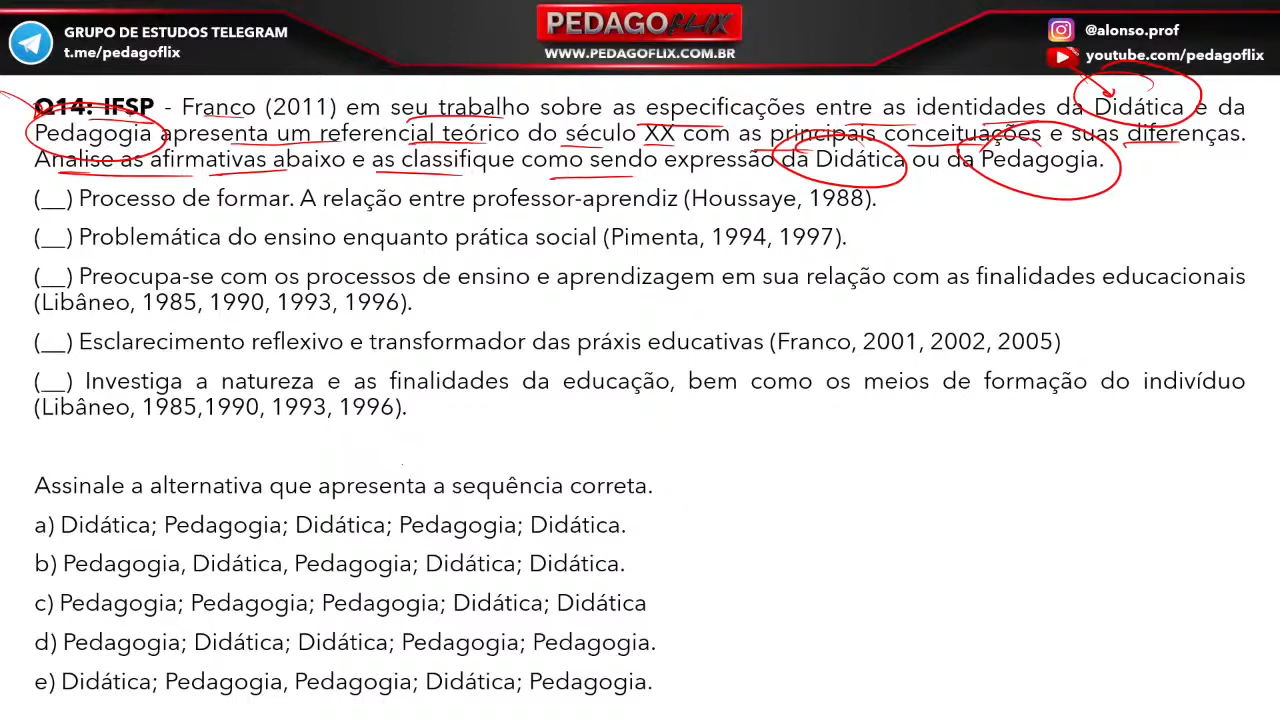 GRUPO DE ESTUDOS TELEGRAM
t.me/pedagoflix
PEDAGOFLIX
WWW.PEDAGOFLIX.COM.BR
@alonso.prof
youtube.com/pedagoflix
Q14: IFSP - Franco (2011) em seu trabalho sobre as especificações entre as identidades da Didática e da
Pedagogia apresenta um referencial teórico do século XX com as principais conceituações e suas diferenças.
Analise as afirmativas abaixo e as classifique como sendo expressão da Didática ou da Pedagogia.
(__) Processo de formar. A relação entre professor-aprendiz (Houssaye, 1988).
(__) Problemática do ensino enquanto prática social (Pimenta, 1994, 1997).
(__) Preocupa-se com os processos de ensino e aprendizagem em sua relação com as finalidades educacionais
(Libâneo, 1985, 1990, 1993, 1996).
(__) Esclarecimento reflexivo e transformador das práxis educativas (Franco, 2001, 2002, 2005)
(__) Investiga a natureza e as finalidades da educação, bem como os meios de formação do indivíduo
(Libâneo, 1985,1990, 1993, 1996).
Assinale a alternativa que apresenta a sequência correta.
a) Didática; Pedagogia; Didática; Pedagogia; Didática.
b) Pedagogia, Didática, Pedagogia; Didática; Didática.
c) Pedagogia; Pedagogia; Pedagogia; Didática; Didática
d) Pedagogia; Didática; Didática; Pedagogia; Pedagogia.
e) Didática; Pedagogia, Pedagogia; Didática; Pedagogia.